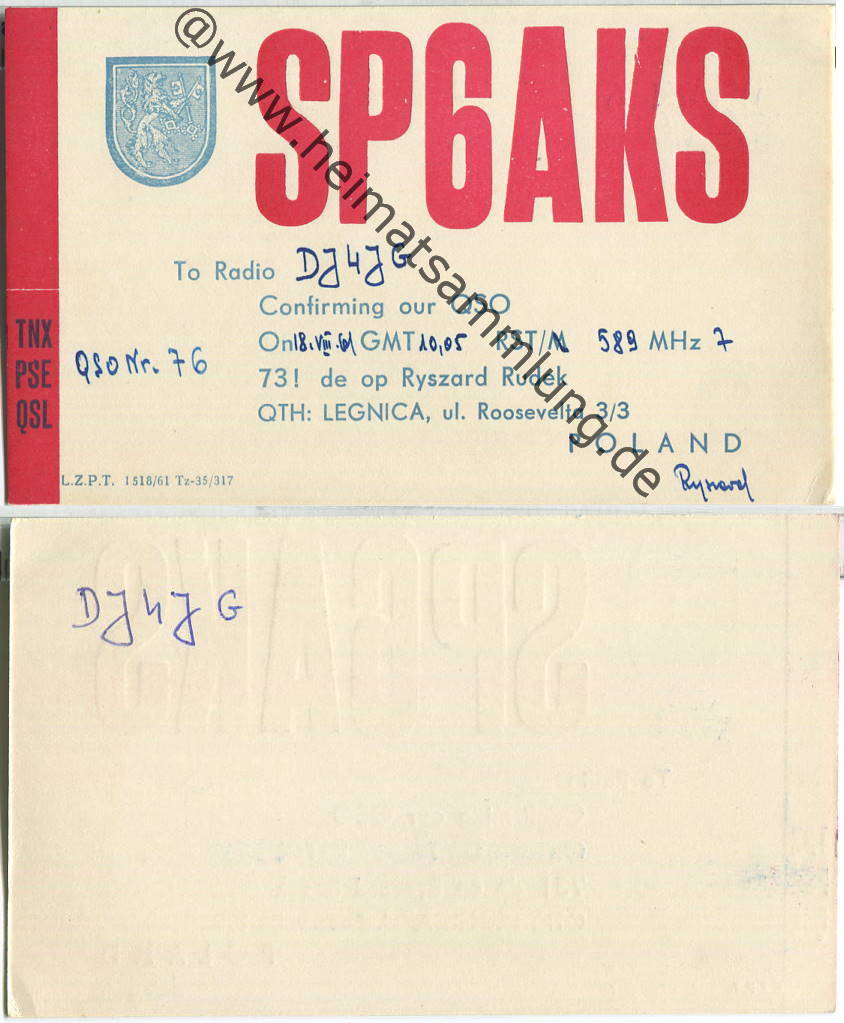 SP6AKS
To Radio DJ4JG
Confirming our QSO
On 18.VIII.61 GMT 10,05 RST/M 589 MHz 7
73! de op Ryszard Rudek
QTH: LEGNICA, ul. Roosevelta 3/3
POLAND
Ryszard
TNX
PSE
QSL
QSO Nr. 76
L.Z.P.T. 1518/61 Tz-35/317
@www.heimatsammlung.de
DJ4JG